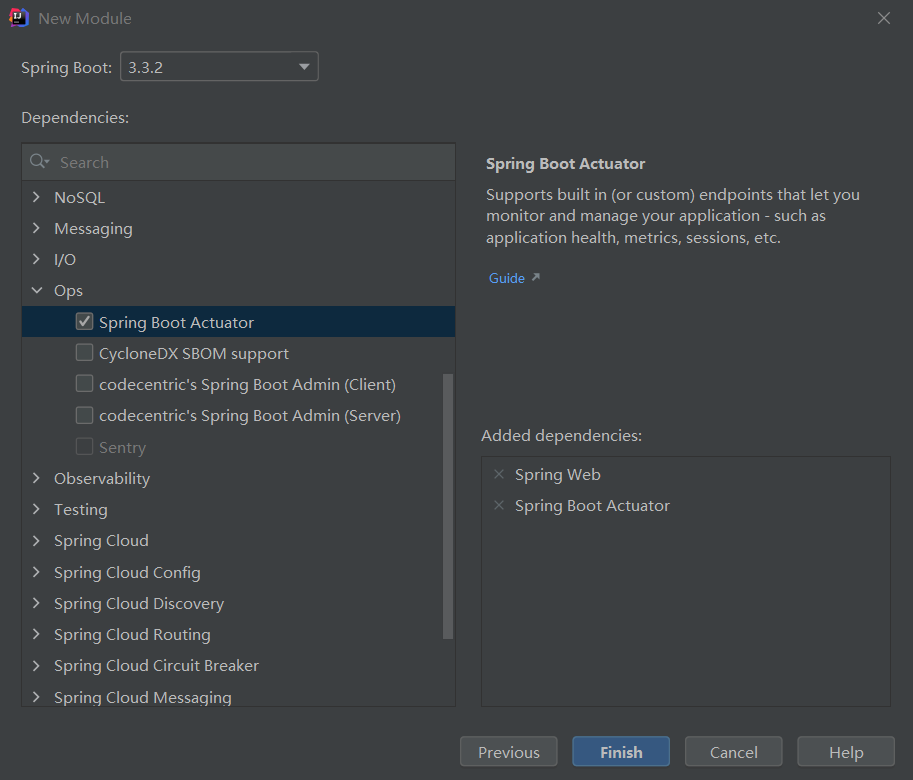 New Module
Spring Boot:
3.3.2
Dependencies:
Search
NoSQL
Messaging
I/O
Ops
Spring Boot Actuator
CycloneDX SBOM support
codecentric's Spring Boot Admin (Client)
codecentric's Spring Boot Admin (Server)
Sentry
Observability
Testing
Spring Cloud
Spring Cloud Config
Spring Cloud Discovery
Spring Cloud Routing
Spring Cloud Circuit Breaker
Spring Cloud Messaging
Spring Boot Actuator
Supports built in (or custom) endpoints that let you
monitor and manage your application - such as
application health, metrics, sessions, etc.
Guide
Added dependencies:
Spring Web
Spring Boot Actuator
Previous
Finish
Cancel
Help